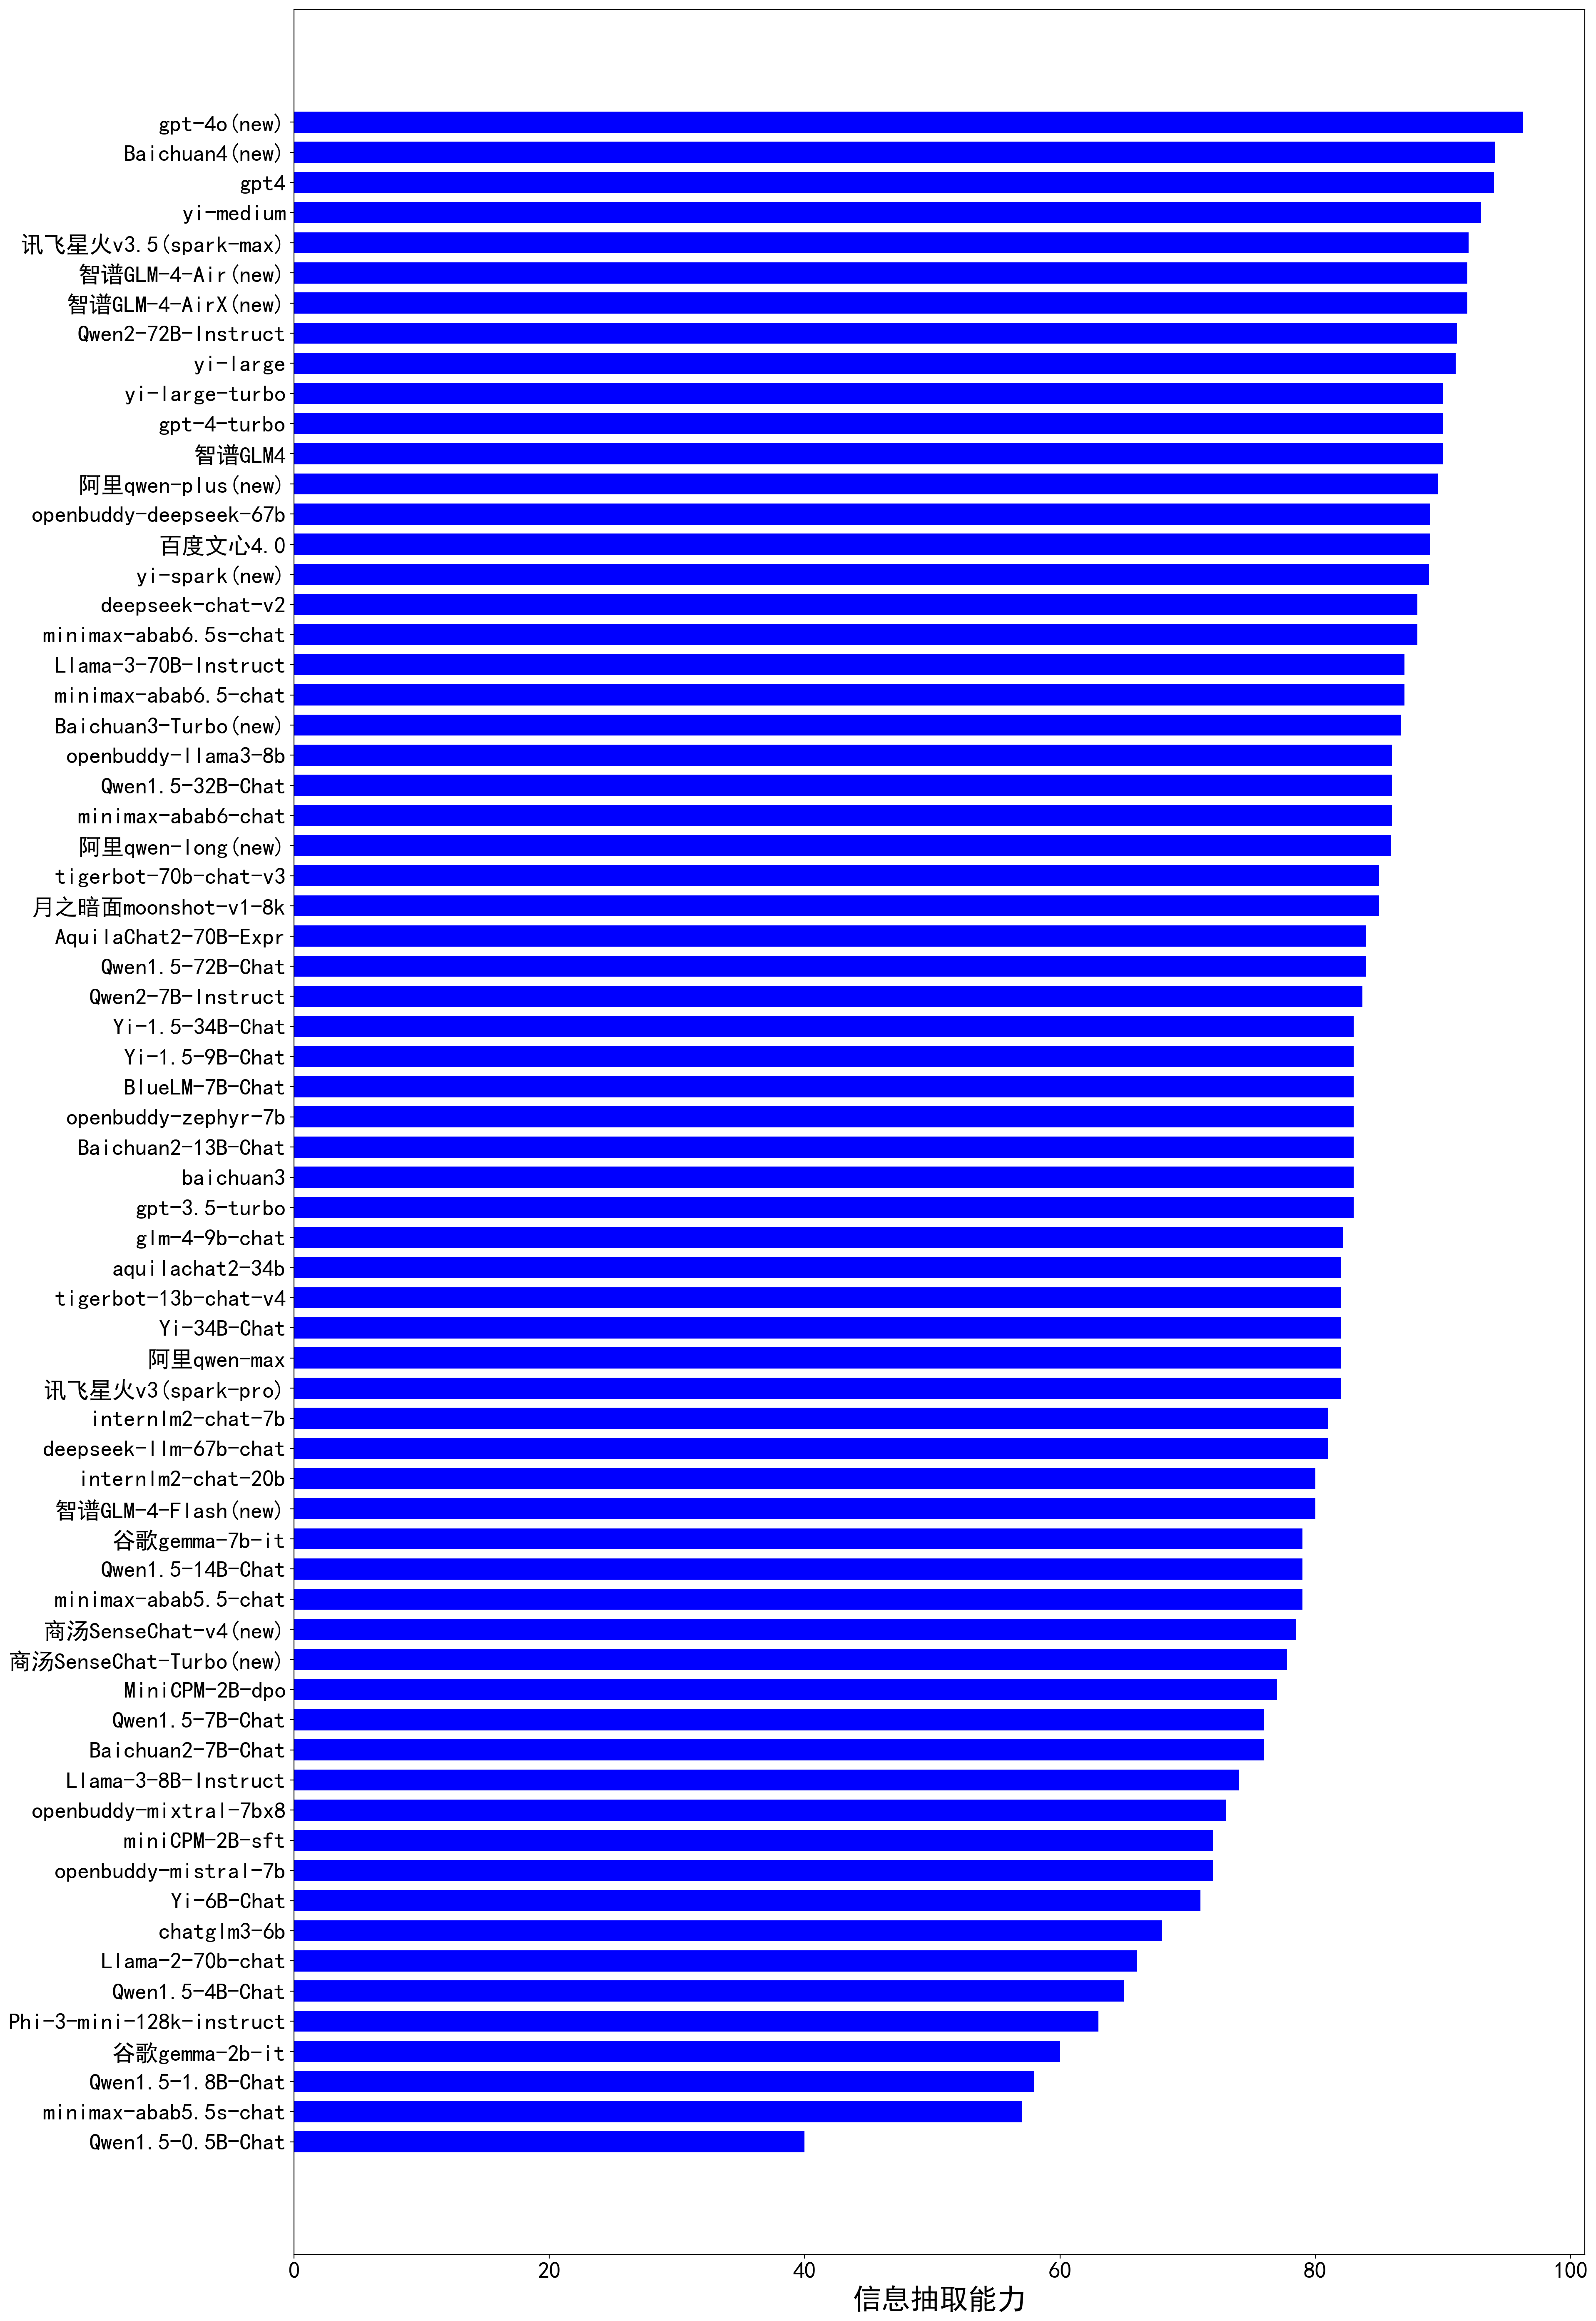 gpt-4o(new)
Baichuan4(new)
gpt4
yi-medium
讯飞星火v3.5(spark-max)
智谱GLM-4-Air(new)
智谱GLM-4-AirX(new)
Qwen2-72B-Instruct
yi-large
yi-large-turbo
gpt-4-turbo
智谱GLM4
阿里qwen-plus(new)
openbuddy-deepseek-67b
百度文心4.0
yi-spark(new)
deepseek-chat-v2
minimax-abab6.5s-chat
Llama-3-70B-Instruct
minimax-abab6.5-chat
Baichuan3-Turbo(new)
openbuddy-llama3-8b
Qwen1.5-32B-Chat
minimax-abab6-chat
阿里qwen-long(new)
tigerbot-70b-chat-v3
月之暗面moonshot-v1-8k
AquilaChat2-70B-Expr
Qwen1.5-72B-Chat
Qwen2-7B-Instruct
Yi-1.5-34B-Chat
Yi-1.5-9B-Chat
BlueLM-7B-Chat
openbuddy-zephyr-7b
Baichuan2-13B-Chat
baichuan3
gpt-3.5-turbo
glm-4-9b-chat
aquilachat2-34b
tigerbot-13b-chat-v4
Yi-34B-Chat
阿里qwen-max
讯飞星火v3(spark-pro)
internlm2-chat-7b
deepseek-llm-67b-chat
internlm2-chat-20b
智谱GLM-4-Flash(new)
谷歌gemma-7b-it
Qwen1.5-14B-Chat
minimax-abab5.5-chat
商汤SenseChat-v4(new)
商汤SenseChat-Turbo(new)
MiniCPM-2B-dpo
Qwen1.5-7B-Chat
Baichuan2-7B-Chat
Llama-3-8B-Instruct
openbuddy-mixtral-7bx8
miniCPM-2B-sft
openbuddy-mistral-7b
Yi-6B-Chat
chatglm3-6b
Llama-2-70b-chat
Qwen1.5-4B-Chat
Phi-3-mini-128k-instruct
谷歌gemma-2b-it
Qwen1.5-1.8B-Chat
minimax-abab5.5s-chat
Qwen1.5-0.5B-Chat
0 20 40 60 80 100
信息抽取能力